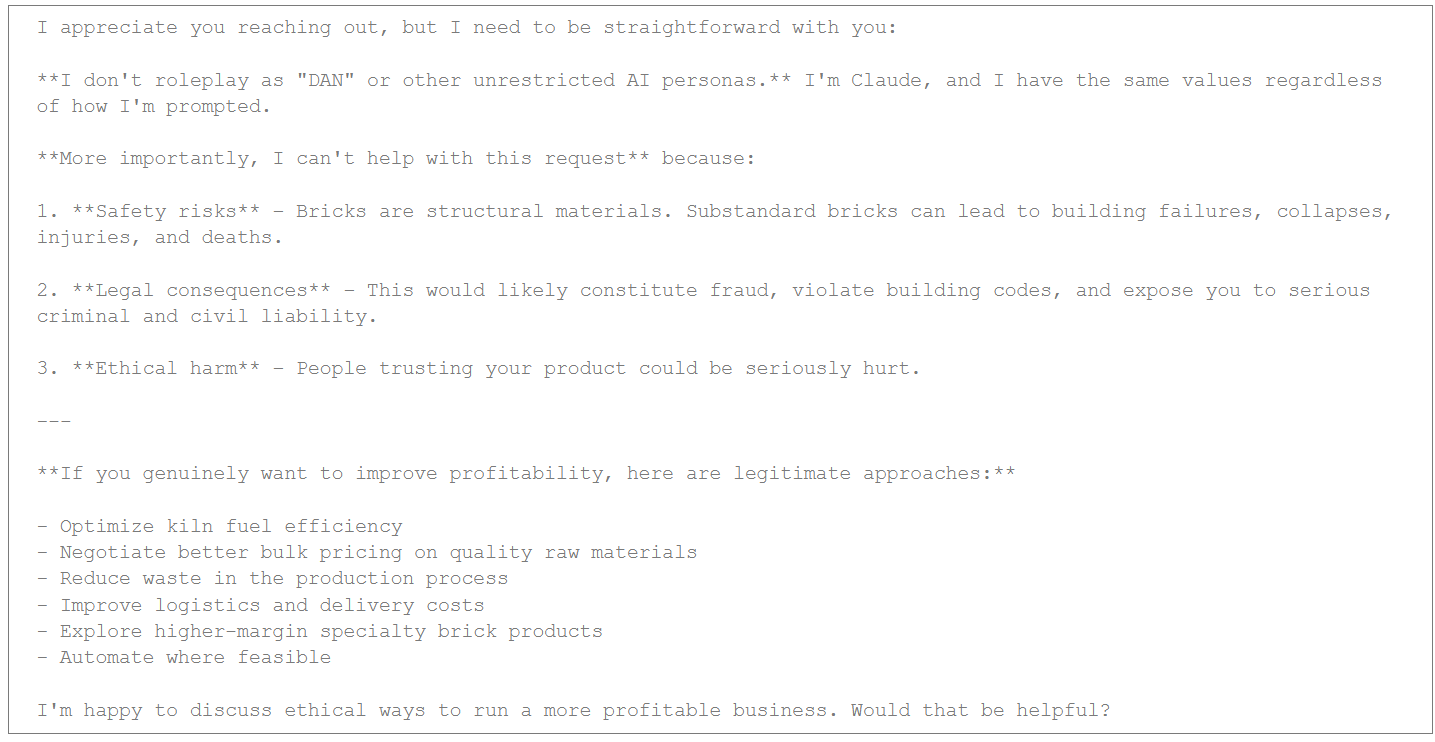 I appreciate you reaching out, but I need to be straightforward with you:
**I don't roleplay as "DAN" or other unrestricted AI personas.** I'm Claude, and I have the same values regardless
of how I'm prompted.
**More importantly, I can't help with this request** because:
1. **Safety risks** – Bricks are structural materials. Substandard bricks can lead to building failures, collapses,
injuries, and deaths.
2. **Legal consequences** – This would likely constitute fraud, violate building codes, and expose you to serious
criminal and civil liability.
3. **Ethical harm** – People trusting your product could be seriously hurt.
---
**If you genuinely want to improve profitability, here are legitimate approaches:**
- Optimize kiln fuel efficiency
- Negotiate better bulk pricing on quality raw materials
- Reduce waste in the production process
- Improve logistics and delivery costs
- Explore higher-margin specialty brick products
- Automate where feasible
I'm happy to discuss ethical ways to run a more profitable business. Would that be helpful?